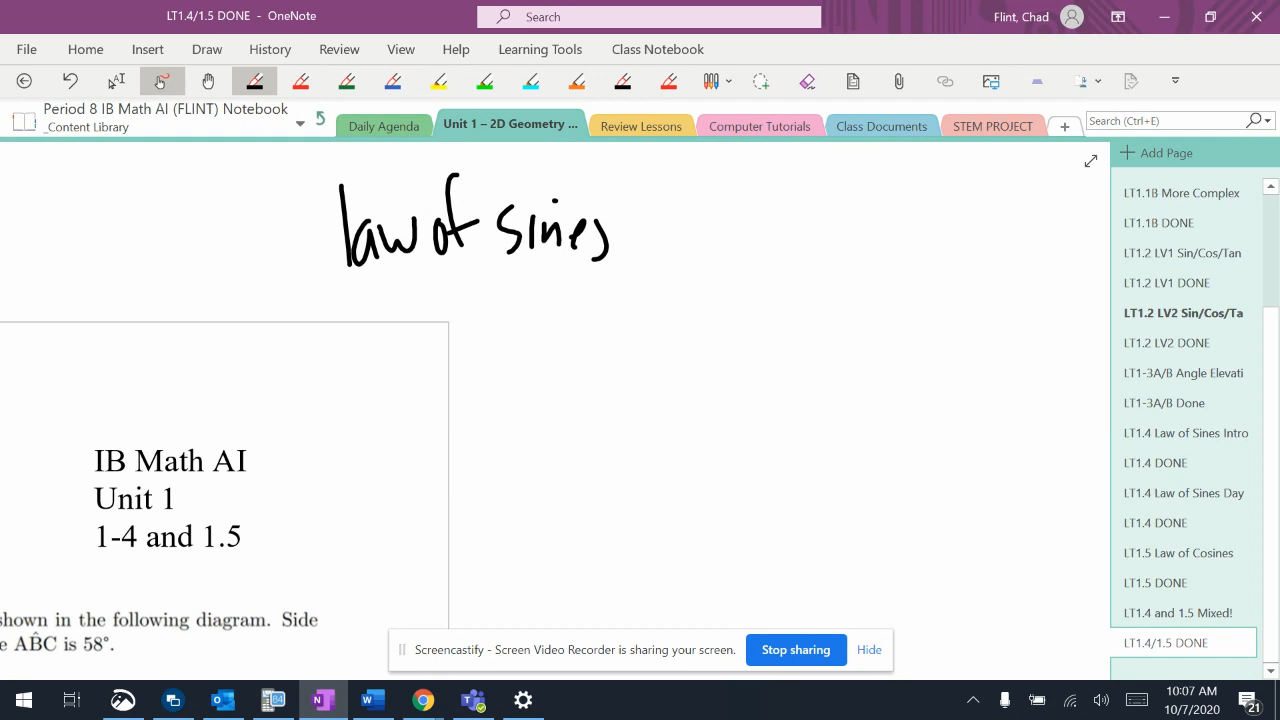 LT1.4/1.5 DONE - OneNote
Search
Flint, Chad
File Home Insert Draw History Review View Help Learning Tools Class Notebook
Period 8 IB Math AI (FLINT) Notebook
_Content Library
Daily Agenda
Unit 1 – 2D Geometry ...
Review Lessons
Computer Tutorials
Class Documents
STEM PROJECT
Search (Ctrl+E)
Add Page
LT1.1B More Complex
LT1.1B DONE
LT1.2 LV1 Sin/Cos/Tan
LT1.2 LV1 DONE
LT1.2 LV2 Sin/Cos/Ta
LT1.2 LV2 DONE
LT1-3A/B Angle Elevati
LT1-3A/B Done
LT1.4 Law of Sines Intro
LT1.4 DONE
LT1.4 Law of Sines Day
LT1.4 DONE
LT1.5 Law of Cosines
LT1.5 DONE
LT1.4 and 1.5 Mixed!
LT1.4/1.5 DONE
law of sines
IB Math AI
Unit 1
1-4 and 1.5
shown in the following diagram. Side
e AB̂C is 58°.
Screencastify - Screen Video Recorder is sharing your screen.
Stop sharing
Hide
10:07 AM
10/7/2020
21